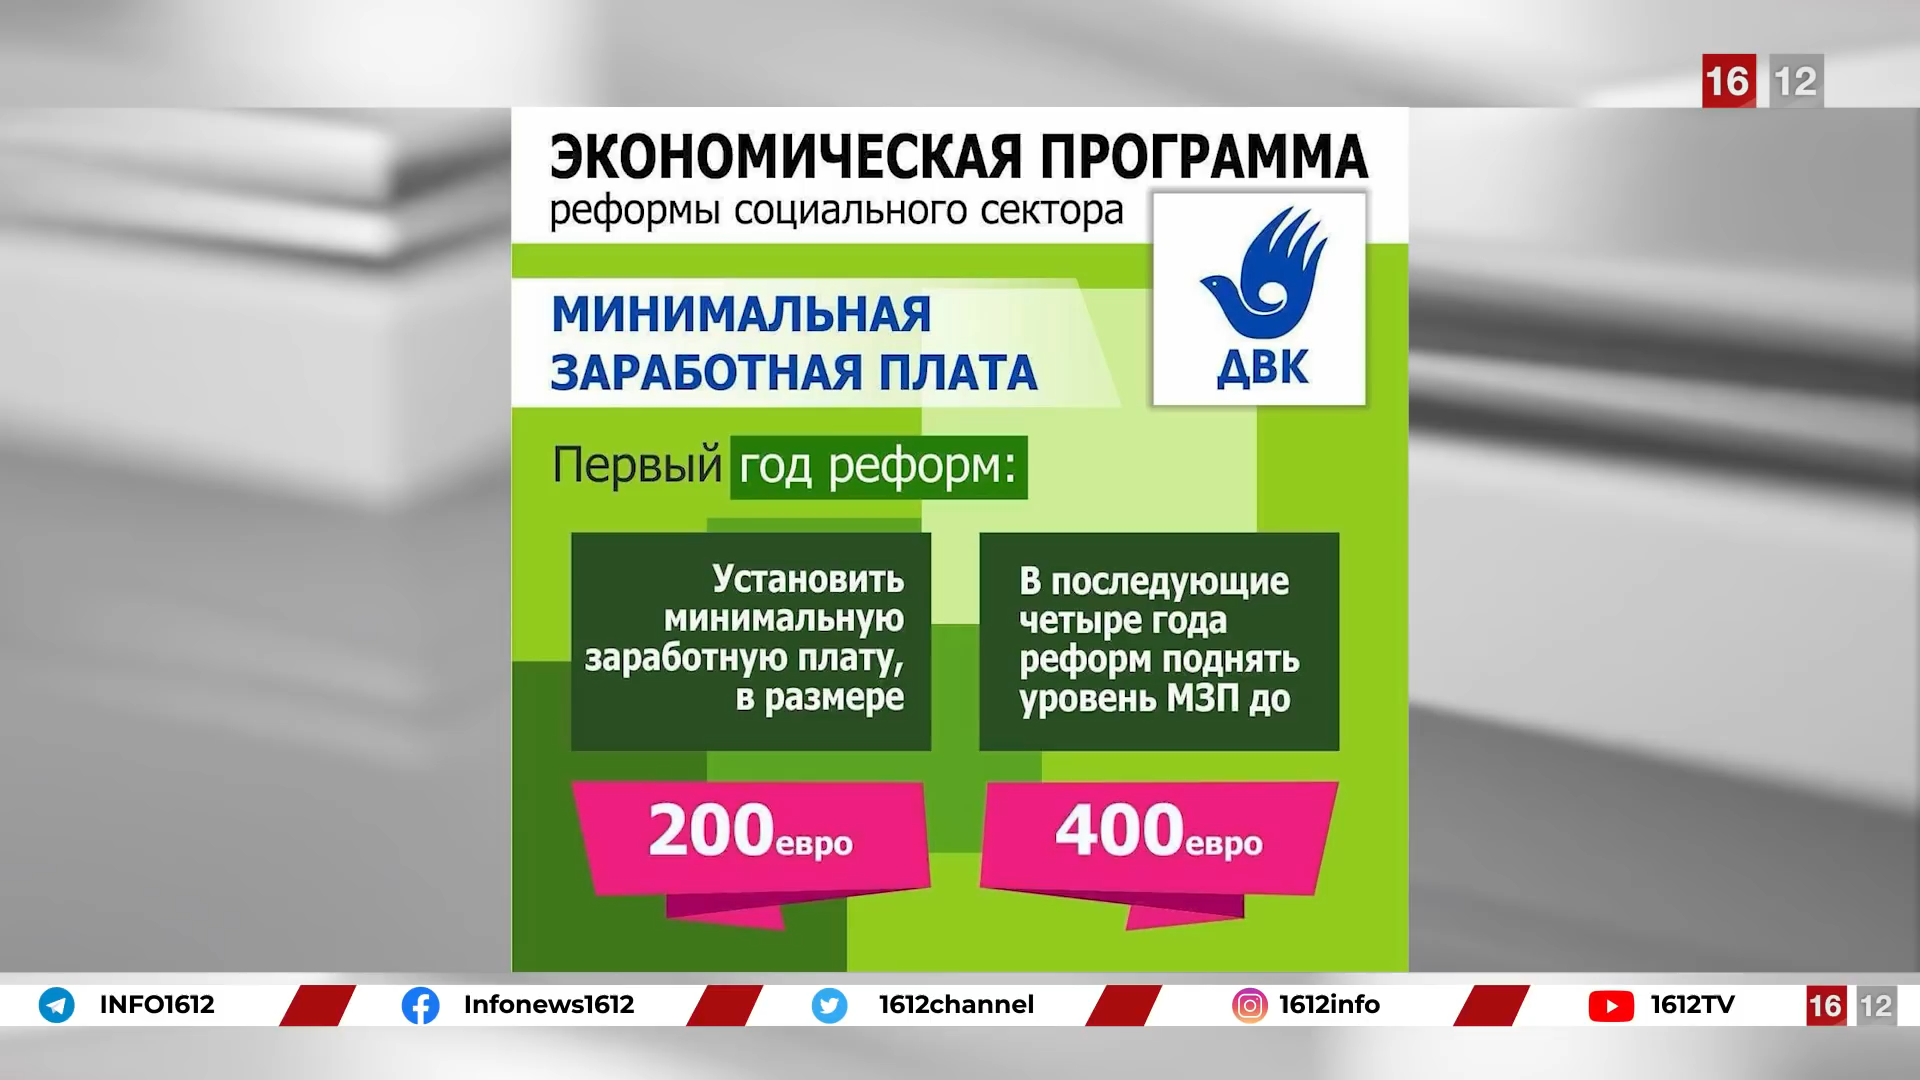 16 12
ЭКОНОМИЧЕСКАЯ ПРОГРАММА
реформы социального сектора
ДВК
МИНИМАЛЬНАЯ
ЗАРАБОТНАЯ ПЛАТА
Первый год реформ:
Установить
минимальную
заработную плату,
в размере
200евро
В последующие
четыре года
реформ поднять
уровень МЗП до
400евро
INFO1612 Infonews1612 1612channel 1612info 1612TV 16 12